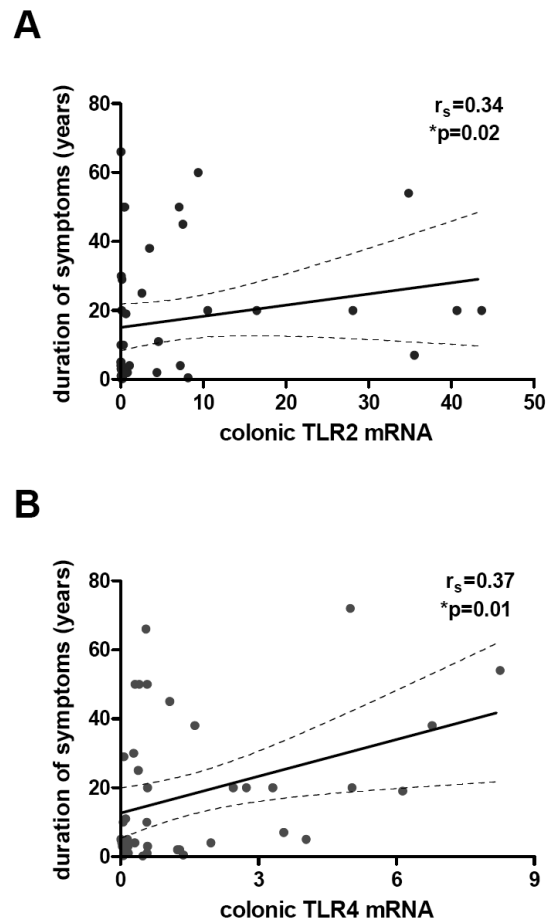 A
80
60
40
20
0
duration of symptoms (years)
r_s=0.34
*p=0.02
0 10 20 30 40 50
colonic TLR2 mRNA
B
80
60
40
20
0
duration of symptoms (years)
r_s=0.37
*p=0.01
0 3 6 9
colonic TLR4 mRNA